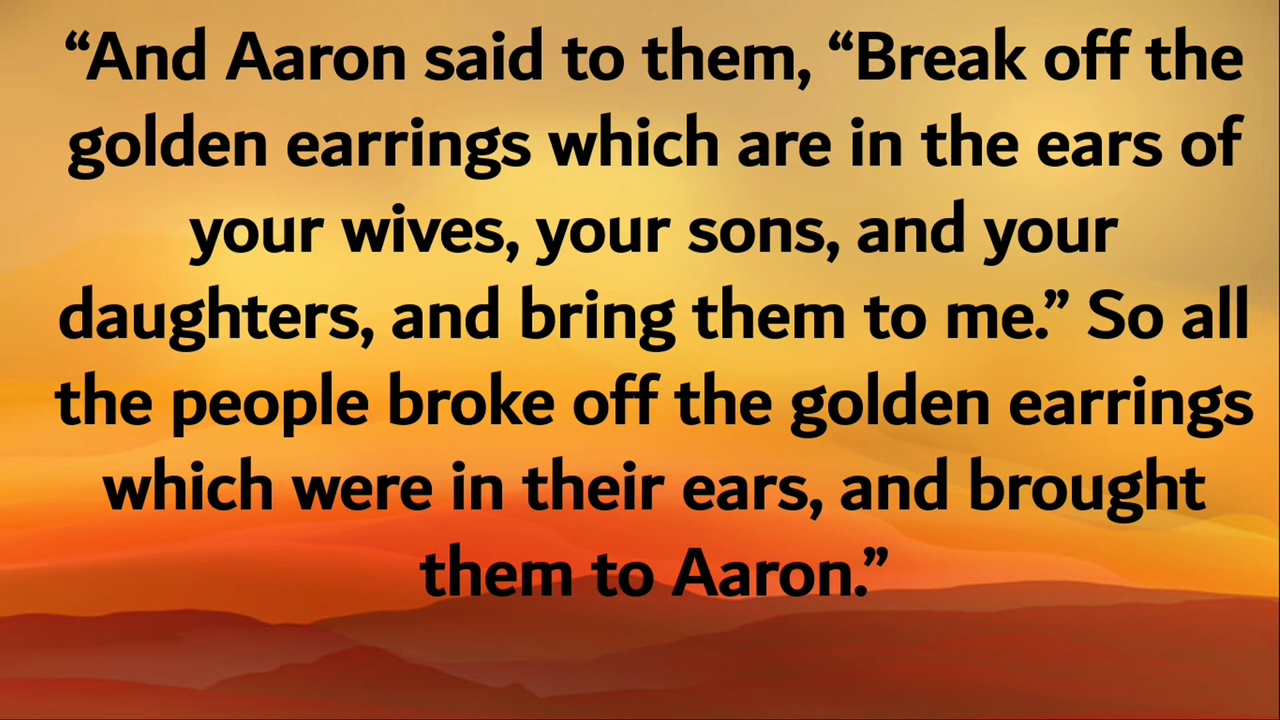 “And Aaron said to them, “Break off the
golden earrings which are in the ears of
your wives, your sons, and your
daughters, and bring them to me.” So all
the people broke off the golden earrings
which were in their ears, and brought
them to Aaron.”